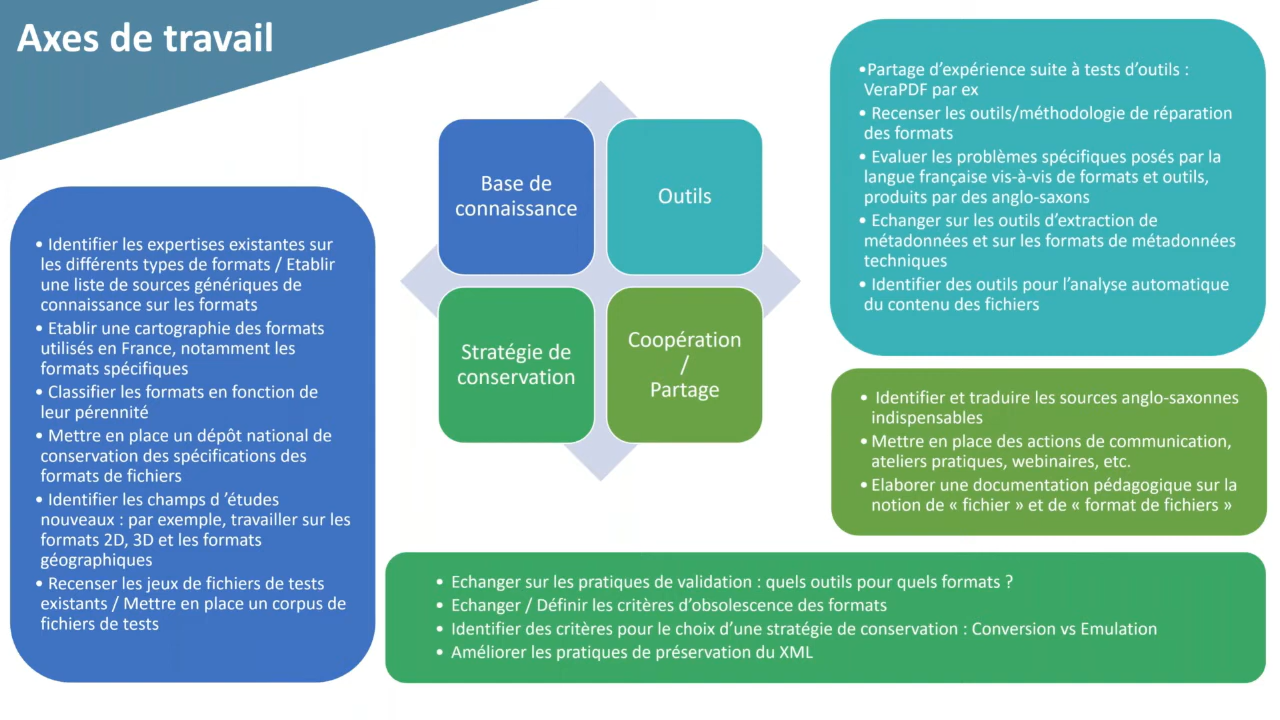 Axes de travail
Base de
connaissance
Outils
Stratégie de
conservation
Coopération
/
Partage
• Identifier les expertises existantes sur
les différents types de formats / Etablir
une liste de sources génériques de
connaissance sur les formats
• Etablir une cartographie des formats
utilisés en France, notamment les
formats spécifiques
• Classifier les formats en fonction de
leur pérennité
• Mettre en place un dépôt national de
conservation des spécifications des
formats de fichiers
• Identifier les champs d ’études
nouveaux : par exemple, travailler sur les
formats 2D, 3D et les formats
géographiques
• Recenser les jeux de fichiers de tests
existants / Mettre en place un corpus de
fichiers de tests
•Partage d’expérience suite à tests d’outils :
VeraPDF par ex
• Recenser les outils/méthodologie de réparation
des formats
• Evaluer les problèmes spécifiques posés par la
langue française vis-à-vis de formats et outils,
produits par des anglo-saxons
• Echanger sur les outils d’extraction de
métadonnées et sur les formats de métadonnées
techniques
• Identifier des outils pour l’analyse automatique
du contenu des fichiers
• Identifier et traduire les sources anglo-saxonnes
indispensables
• Mettre en place des actions de communication,
ateliers pratiques, webinaires, etc.
• Elaborer une documentation pédagogique sur la
notion de « fichier » et de « format de fichiers »
• Echanger sur les pratiques de validation : quels outils pour quels formats ?
• Echanger / Définir les critères d’obsolescence des formats
• Identifier des critères pour le choix d’une stratégie de conservation : Conversion vs Emulation
• Améliorer les pratiques de préservation du XML